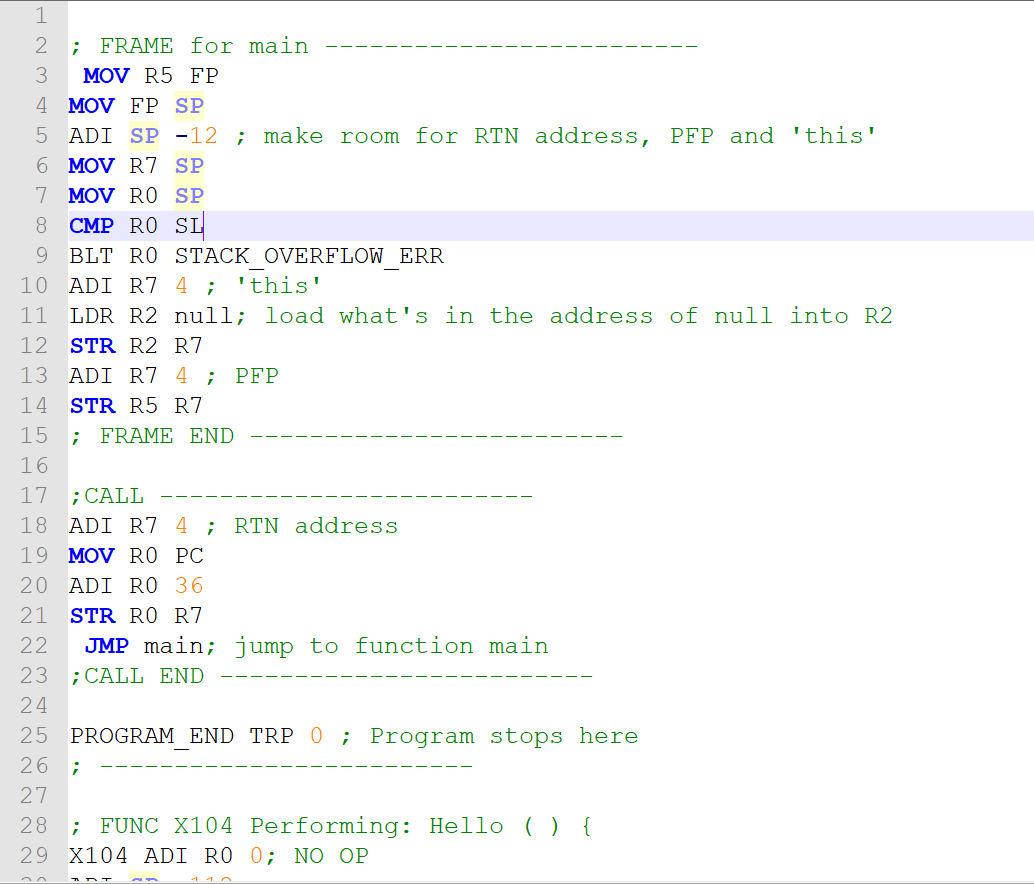 1
2 ; FRAME for main -------------------------
3 MOV R5 FP
4 MOV FP SP
5 ADI SP -12 ; make room for RTN address, PFP and 'this'
6 MOV R7 SP
7 MOV R0 SP
8 CMP R0 SL
9 BLT R0 STACK_OVERFLOW_ERR
10 ADI R7 4 ; 'this'
11 LDR R2 null; load what's in the address of null into R2
12 STR R2 R7
13 ADI R7 4 ; PFP
14 STR R5 R7
15 ; FRAME END -------------------------
16
17 ;CALL -------------------------
18 ADI R7 4 ; RTN address
19 MOV R0 PC
20 ADI R0 36
21 STR R0 R7
22 JMP main; jump to function main
23 ;CALL END -------------------------
24
25 PROGRAM_END TRP 0 ; Program stops here
26 ; -------------------------
27
28 ; FUNC X104 Performing: Hello ( ) {
29 X104 ADI R0 0; NO OP